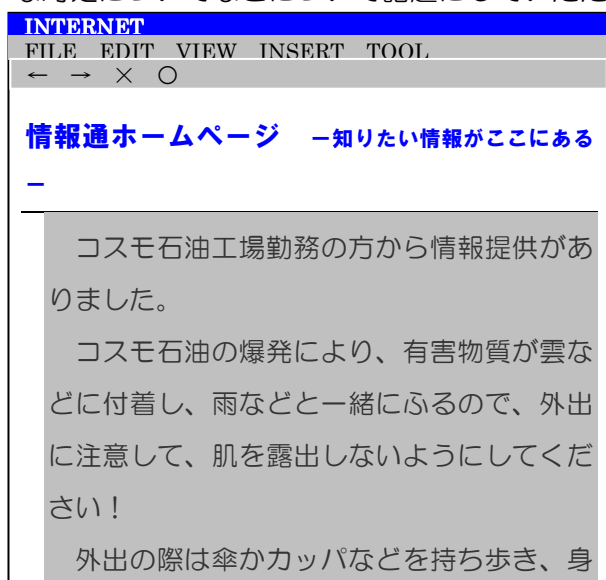 INTERNET
FILE EDIT VIEW INSERT TOOL
← → × ○
情報通ホームページ －知りたい情報がここにある
－
コスモ石油工場勤務の方から情報提供があ
りました。
コスモ石油の爆発により、有害物質が雲な
どに付着し、雨などと一緒にふるので、外出
に注意して、肌を露出しないようにしてくだ
さい！
外出の際は傘かカッパなどを持ち歩き、身